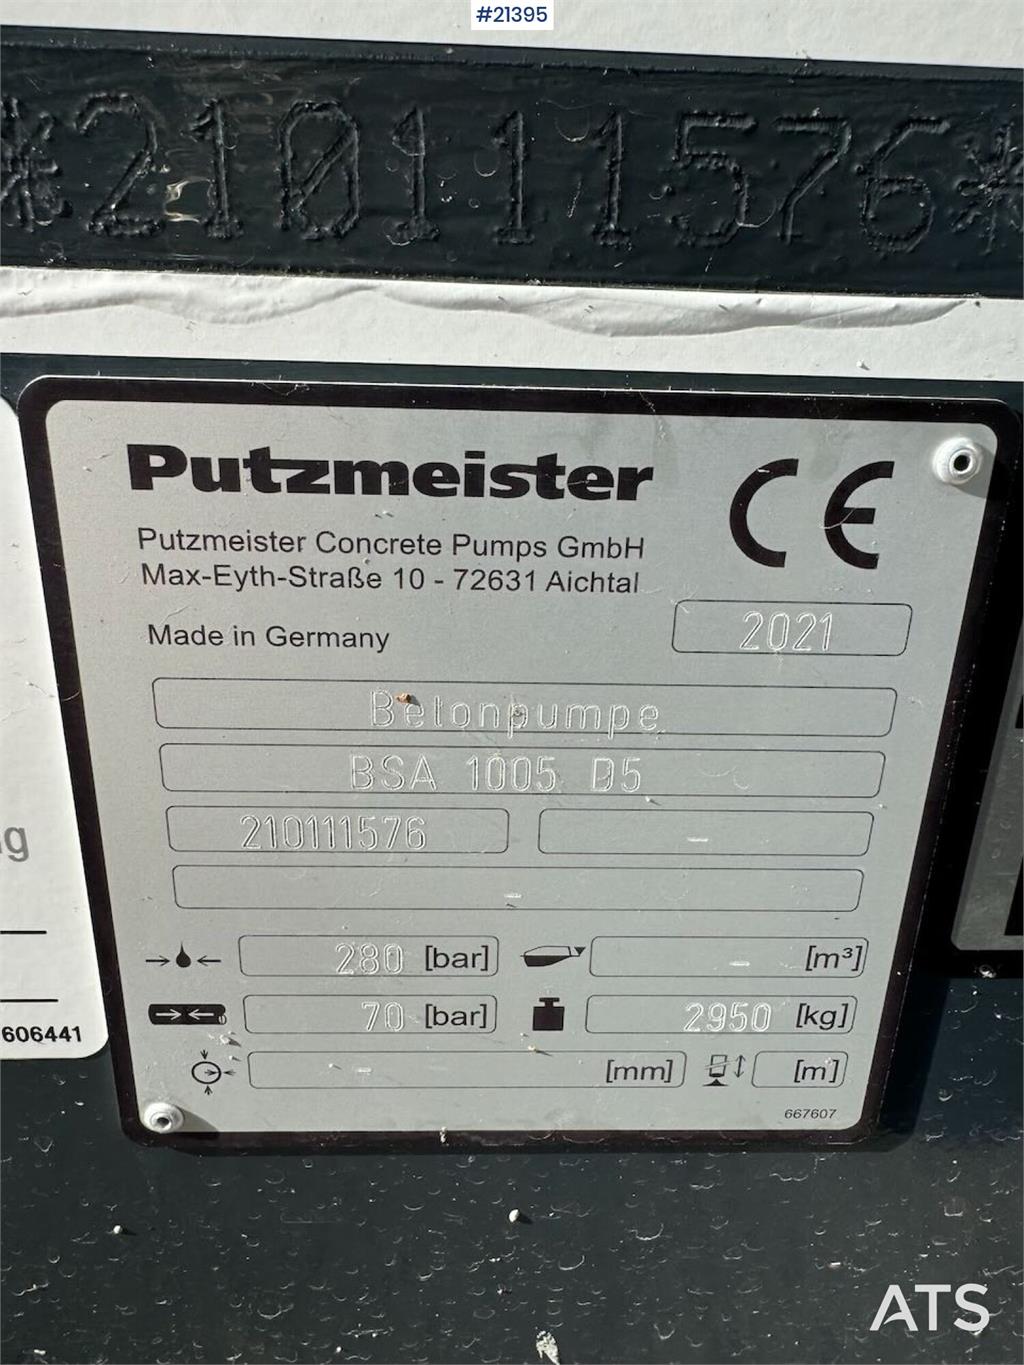 #21395
*210111576*
Putzmeister
CE
Putzmeister Concrete Pumps GmbH
Max-Eyth-Straße 10 - 72631 Aichtal
Made in Germany
2021
Betonpumpe
BSA 1005 D5
210111576 -
-
280 [bar] - [m³]
70 [bar] 2950 [kg]
- [mm] [m]
667607
606441
ATS